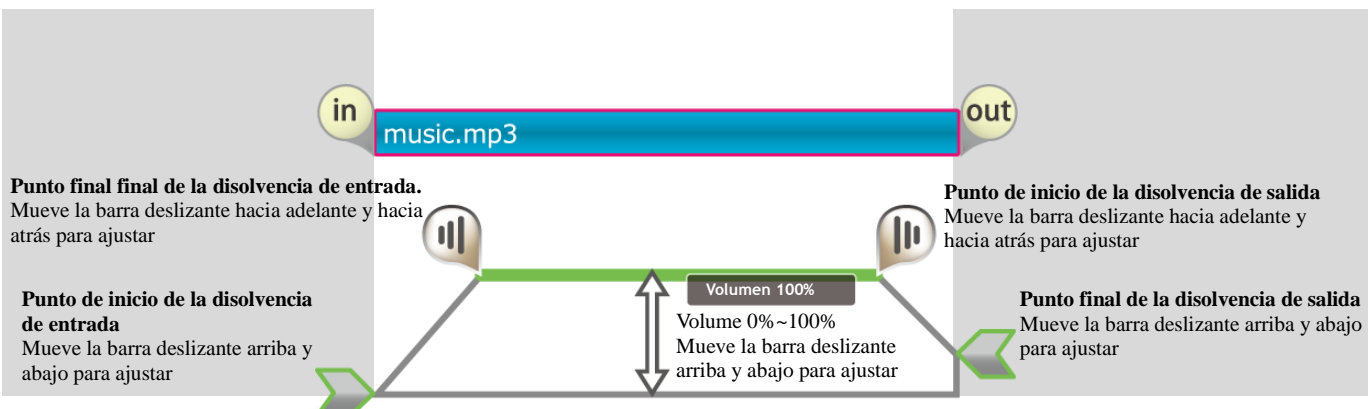 in
out
music.mp3
Punto final final de la disolvencia de entrada.
Mueve la barra deslizante hacia adelante y hacia
atrás para ajustar
Punto de inicio de la disolvencia de salida
Mueve la barra deslizante hacia adelante y
hacia atrás para ajustar
Punto de inicio de la disolvencia
de entrada
Mueve la barra deslizante arriba y
abajo para ajustar
Volumen 100%
Volume 0%~100%
Mueve la barra deslizante
arriba y abajo para ajustar
Punto final de la disolvencia de salida
Mueve la barra deslizante arriba y abajo
para ajustar